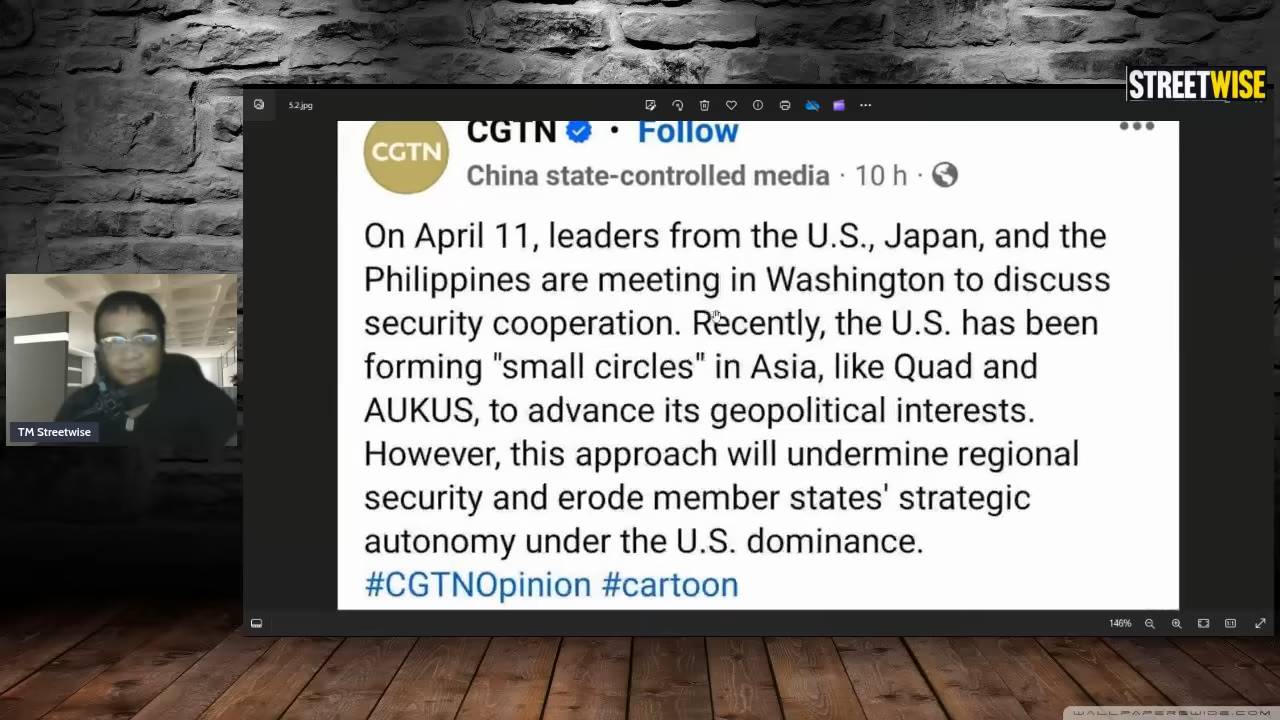 STREETWISE
5.2.jpg
CGTN • Follow
CGTN
China state-controlled media · 10 h ·
On April 11, leaders from the U.S., Japan, and the
Philippines are meeting in Washington to discuss
security cooperation. Recently, the U.S. has been
forming "small circles" in Asia, like Quad and
AUKUS, to advance its geopolitical interests.
However, this approach will undermine regional
security and erode member states' strategic
autonomy under the U.S. dominance.
#CGTNOpinion #cartoon
TM Streetwise
146%
WALLPAPERSWIDE.COM